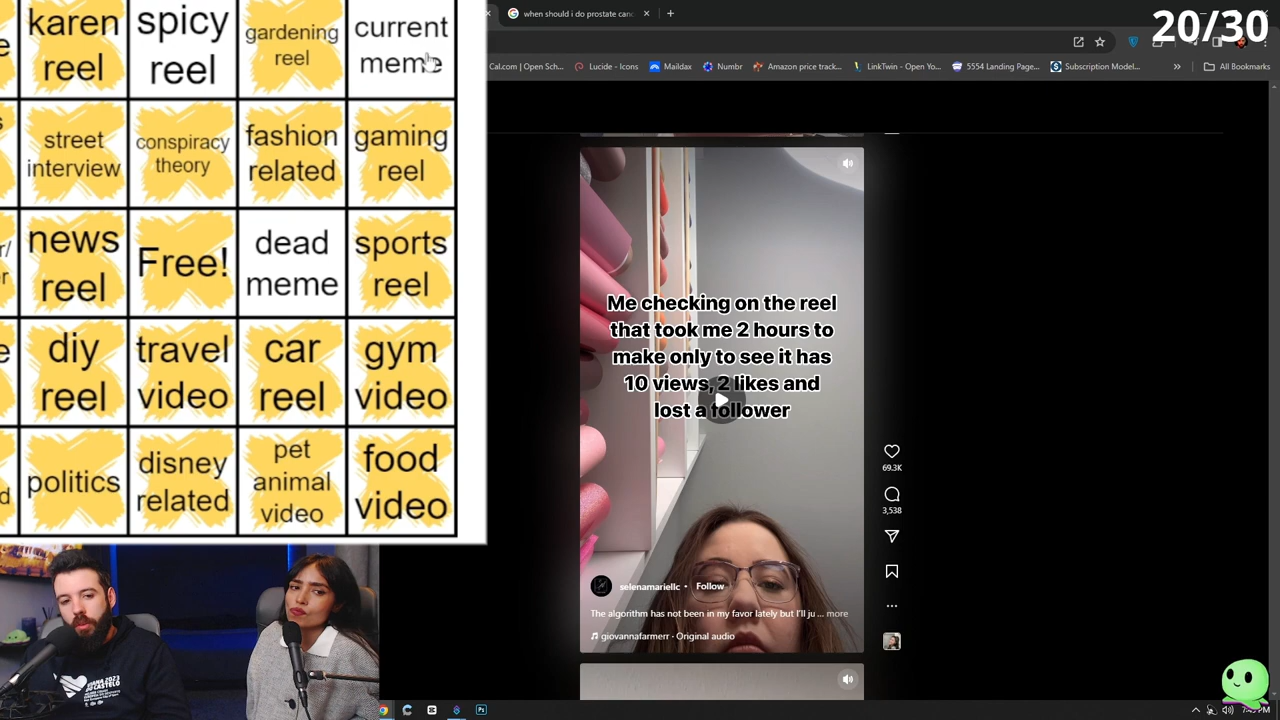 when should i do prostate canc
20/30
Cal.com | Open Sch...
Lucide - Icons
Maildax
Numbr
Amazon price track...
LinkTwin - Open Yo...
5554 Landing Page...
Subscription Mod
»
All Bookmarks
karen
reel
spicy
reel
gardening
reel
current
meme
street
interview
conspiracy
theory
fashion
related
gaming
reel
news
reel
Free!
dead
meme
sports
reel
diy
reel
travel
video
car
reel
gym
video
politics
disney
related
pet
animal
video
food
video
Me checking on the reel
that took me 2 hours to
make only to see it has
10 views, 2 likes and
lost a follower
69.3K
3,538
selenamariellc • Follow
The algorithm has not been in my favor lately but I'll ju ... more
giovannafarmerr · Original audio